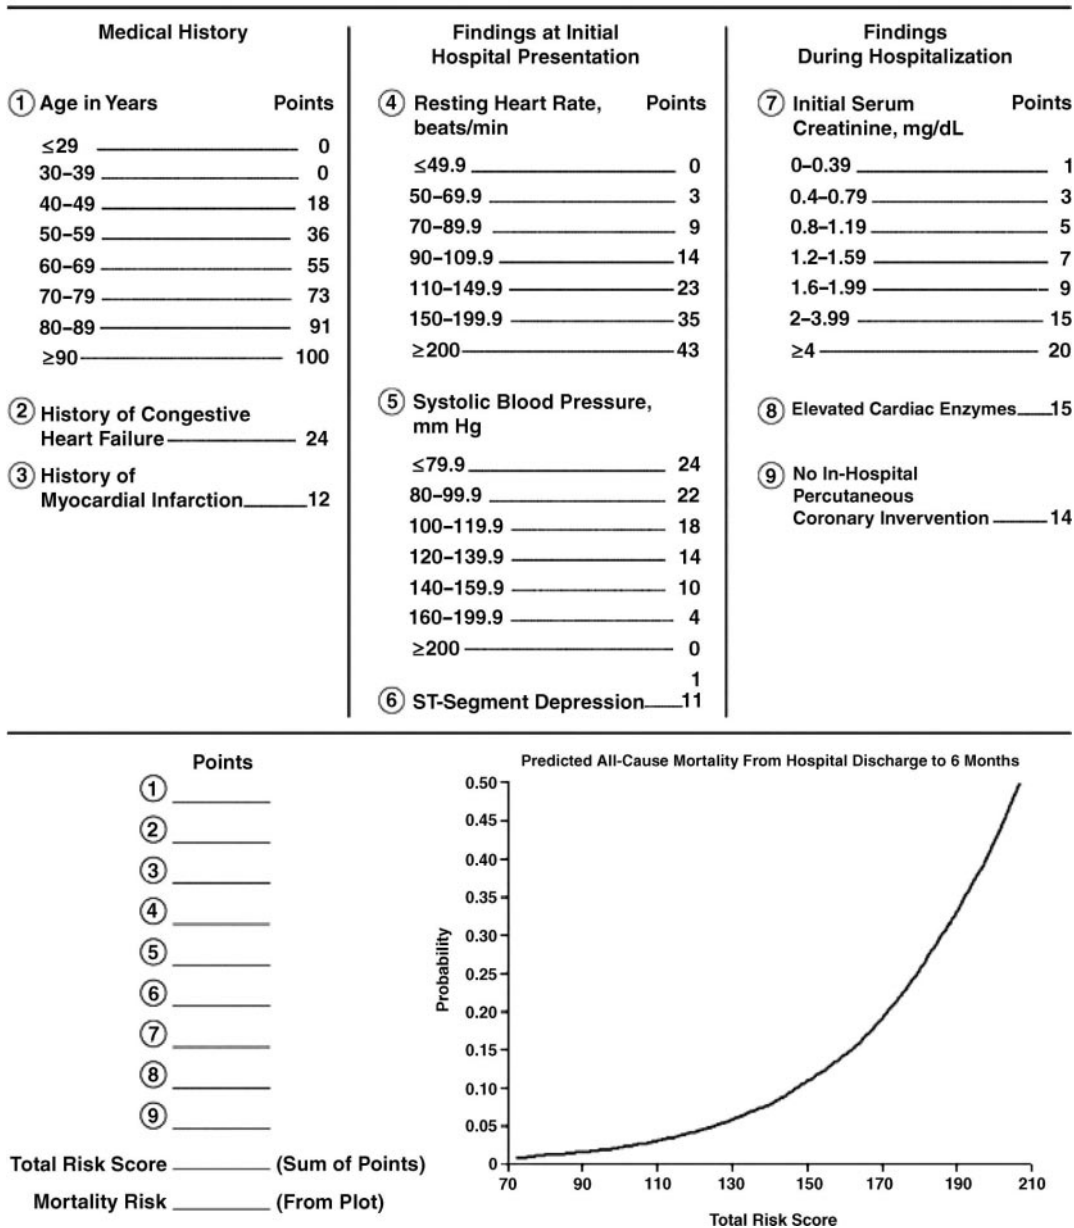 Medical History
① Age in Years Points
≤29 0
30–39 0
40–49 18
50–59 36
60–69 55
70–79 73
80–89 91
≥90 100
② History of Congestive
Heart Failure 24
③ History of
Myocardial Infarction 12
Findings at Initial
Hospital Presentation
④ Resting Heart Rate, Points
beats/min
≤49.9 0
50–69.9 3
70–89.9 9
90–109.9 14
110–149.9 23
150–199.9 35
≥200 43
⑤ Systolic Blood Pressure,
mm Hg
≤79.9 24
80–99.9 22
100–119.9 18
120–139.9 14
140–159.9 10
160–199.9 4
≥200 0
1
⑥ ST-Segment Depression 11
Findings
During Hospitalization
⑦ Initial Serum Points
Creatinine, mg/dL
0–0.39 1
0.4–0.79 3
0.8–1.19 5
1.2–1.59 7
1.6–1.99 9
2–3.99 15
≥4 20
⑧ Elevated Cardiac Enzymes 15
⑨ No In-Hospital
Percutaneous
Coronary Invervention 14
Points
①
②
③
④
⑤
⑥
⑦
⑧
⑨
Total Risk Score (Sum of Points)
Mortality Risk (From Plot)
Predicted All-Cause Mortality From Hospital Discharge to 6 Months
Probability
0.50
0.45
0.40
0.35
0.30
0.25
0.20
0.15
0.10
0.05
0
70 90 110 130 150 170 190 210
Total Risk Score